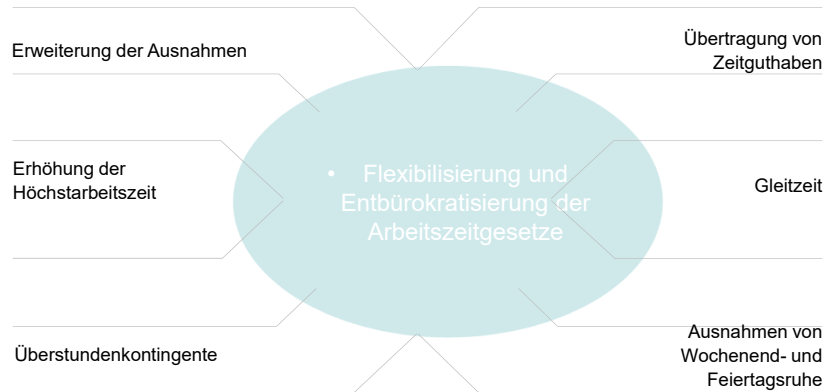 Erweiterung der Ausnahmen
Übertragung von
Zeitguthaben
Erhöhung der
Höchstarbeitszeit
• Flexibilisierung und
Entbürokratisierung der
Arbeitszeitgesetze
Gleitzeit
Überstundenkontingente
Ausnahmen von
Wochenend- und
Feiertagsruhe